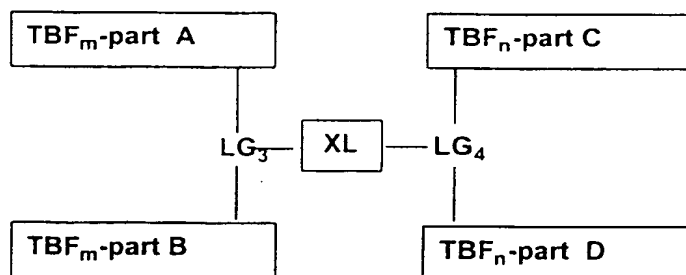 TBFm-part A
TBFn-part C
LG3
XL
LG4
TBFm-part B
TBFn-part D